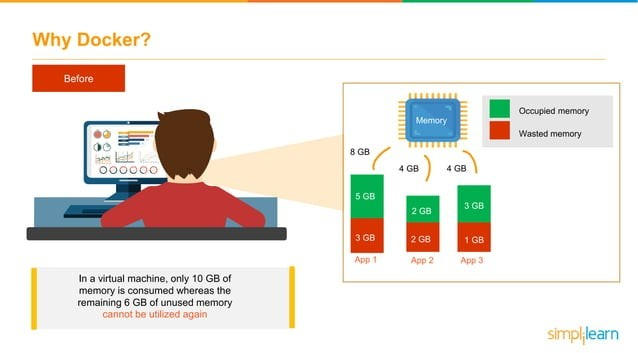 Why Docker?
Before
Memory
Occupied memory
Wasted memory
8 GB
4 GB
4 GB
5 GB
2 GB
3 GB
3 GB
2 GB
1 GB
App 1
App 2
App 3
In a virtual machine, only 10 GB of
memory is consumed whereas the
remaining 6 GB of unused memory
cannot be utilized again
simplilearn